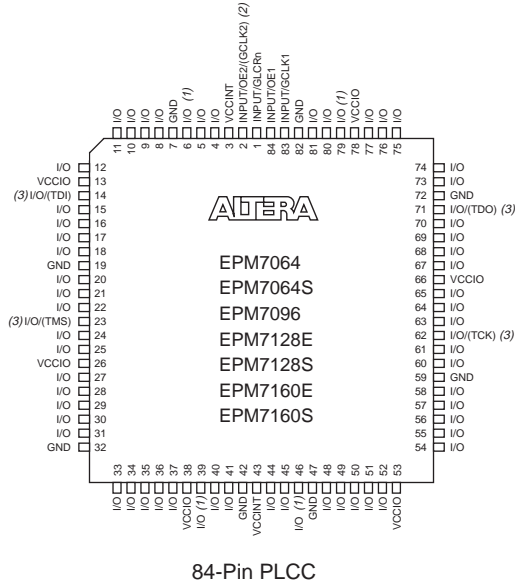 I/O 11
I/O 10
I/O 9
I/O 8
GND 7
I/O (1) 6
I/O 5
I/O 4
VCCINT 3
INPUT/OE2/(GCLK2) (2) 2
INPUT/GLCRn 1
INPUT/OE1 84
INPUT/GCLK1 83
GND 82
I/O 81
I/O 80
I/O (1) 79
VCCIO 78
I/O 77
I/O 76
I/O 75
I/O 12
VCCIO 13
(3) I/O/(TDI) 14
I/O 15
I/O 16
I/O 17
I/O 18
GND 19
I/O 20
I/O 21
I/O 22
(3) I/O/(TMS) 23
I/O 24
I/O 25
VCCIO 26
I/O 27
I/O 28
I/O 29
I/O 30
I/O 31
GND 32
ALTERA
EPM7064
EPM7064S
EPM7096
EPM7128E
EPM7128S
EPM7160E
EPM7160S
74 I/O
73 I/O
72 GND
71 I/O/(TDO) (3)
70 I/O
69 I/O
68 I/O
67 I/O
66 VCCIO
65 I/O
64 I/O
63 I/O
62 I/O/(TCK) (3)
61 I/O
60 I/O
59 GND
58 I/O
57 I/O
56 I/O
55 I/O
54 I/O
33 I/O
34 I/O
35 I/O
36 I/O
37 I/O
38 VCCIO
39 I/O (1)
40 I/O
41 I/O
42 GND
43 VCCINT
44 I/O
45 I/O
46 I/O (1)
47 GND
48 I/O
49 I/O
50 I/O
51 I/O
52 I/O
53 VCCIO
84-Pin PLCC